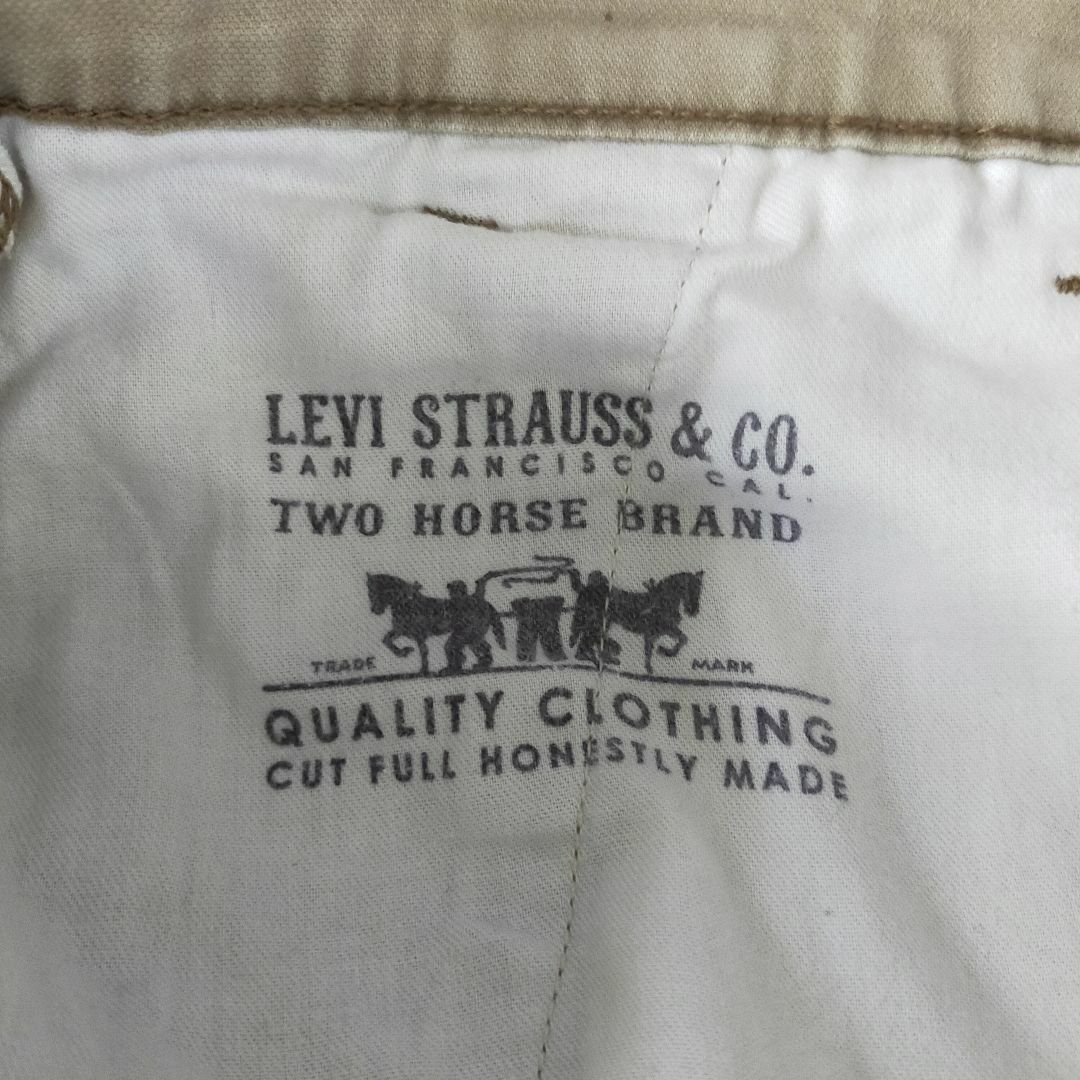 LEVI STRAUSS & CO.
SAN FRANCISCO CAL.
TWO HORSE BRAND
TRADE MARK
QUALITY CLOTHING
CUT FULL HONESTLY MADE